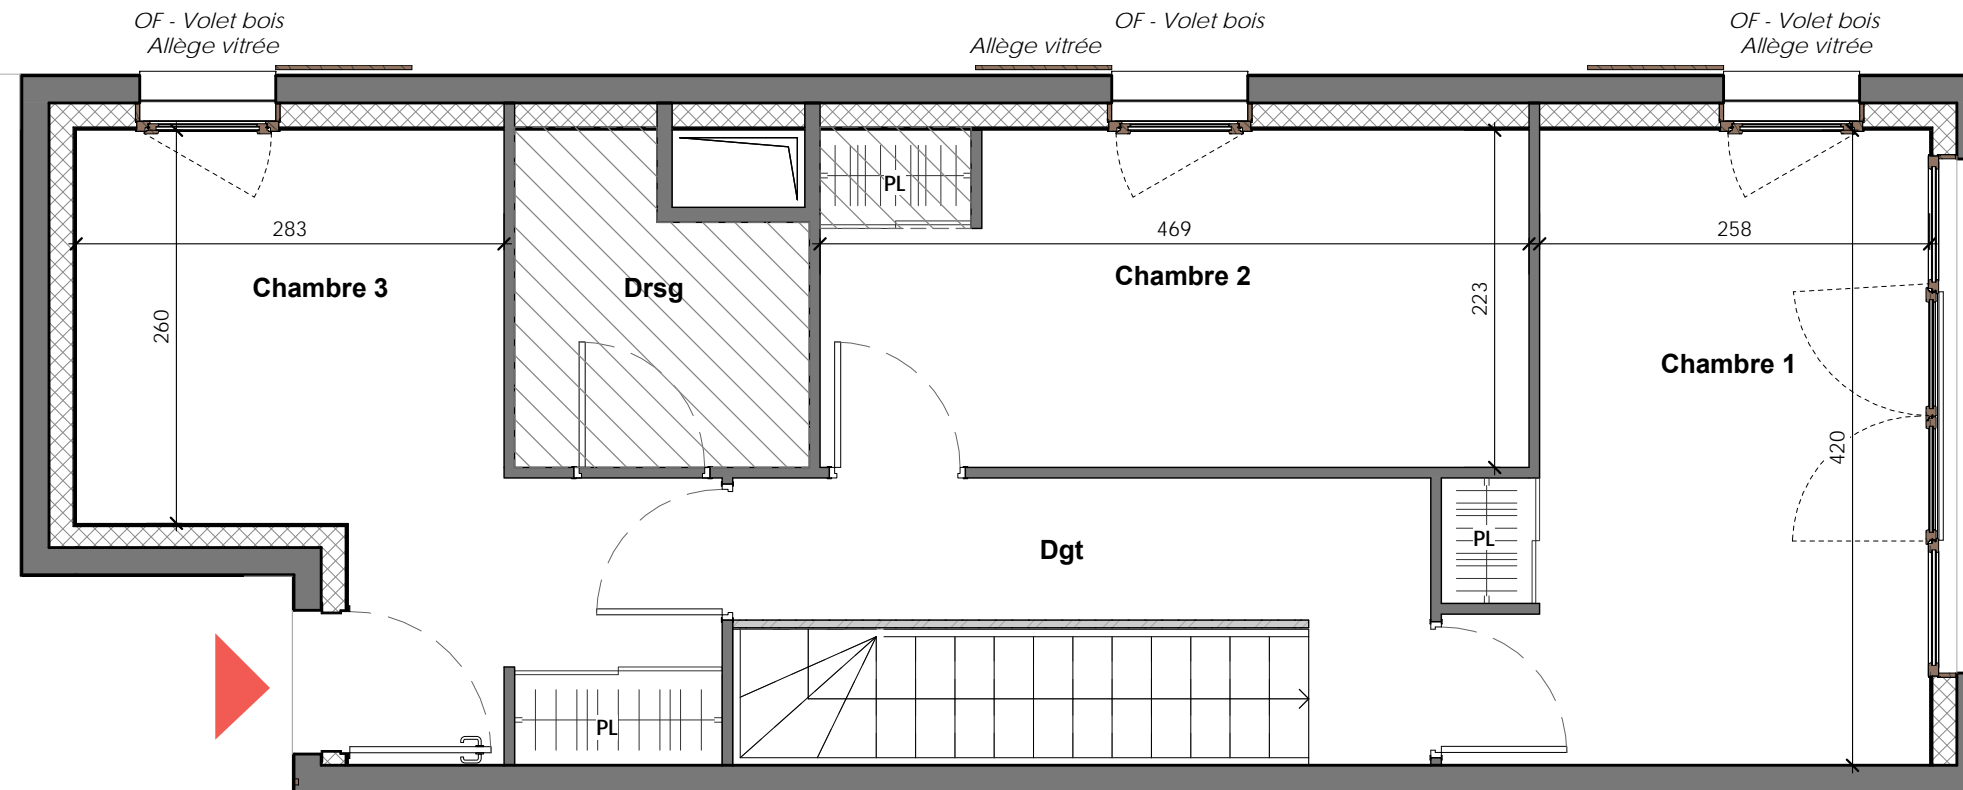 OF - Volet bois
Allège vitrée
OF - Volet bois
Allège vitrée
OF - Volet bois
Allège vitrée
PL
283
469
258
Chambre 3
Drsg
Chambre 2
260
223
Chambre 1
420
PL
Dgt
PL